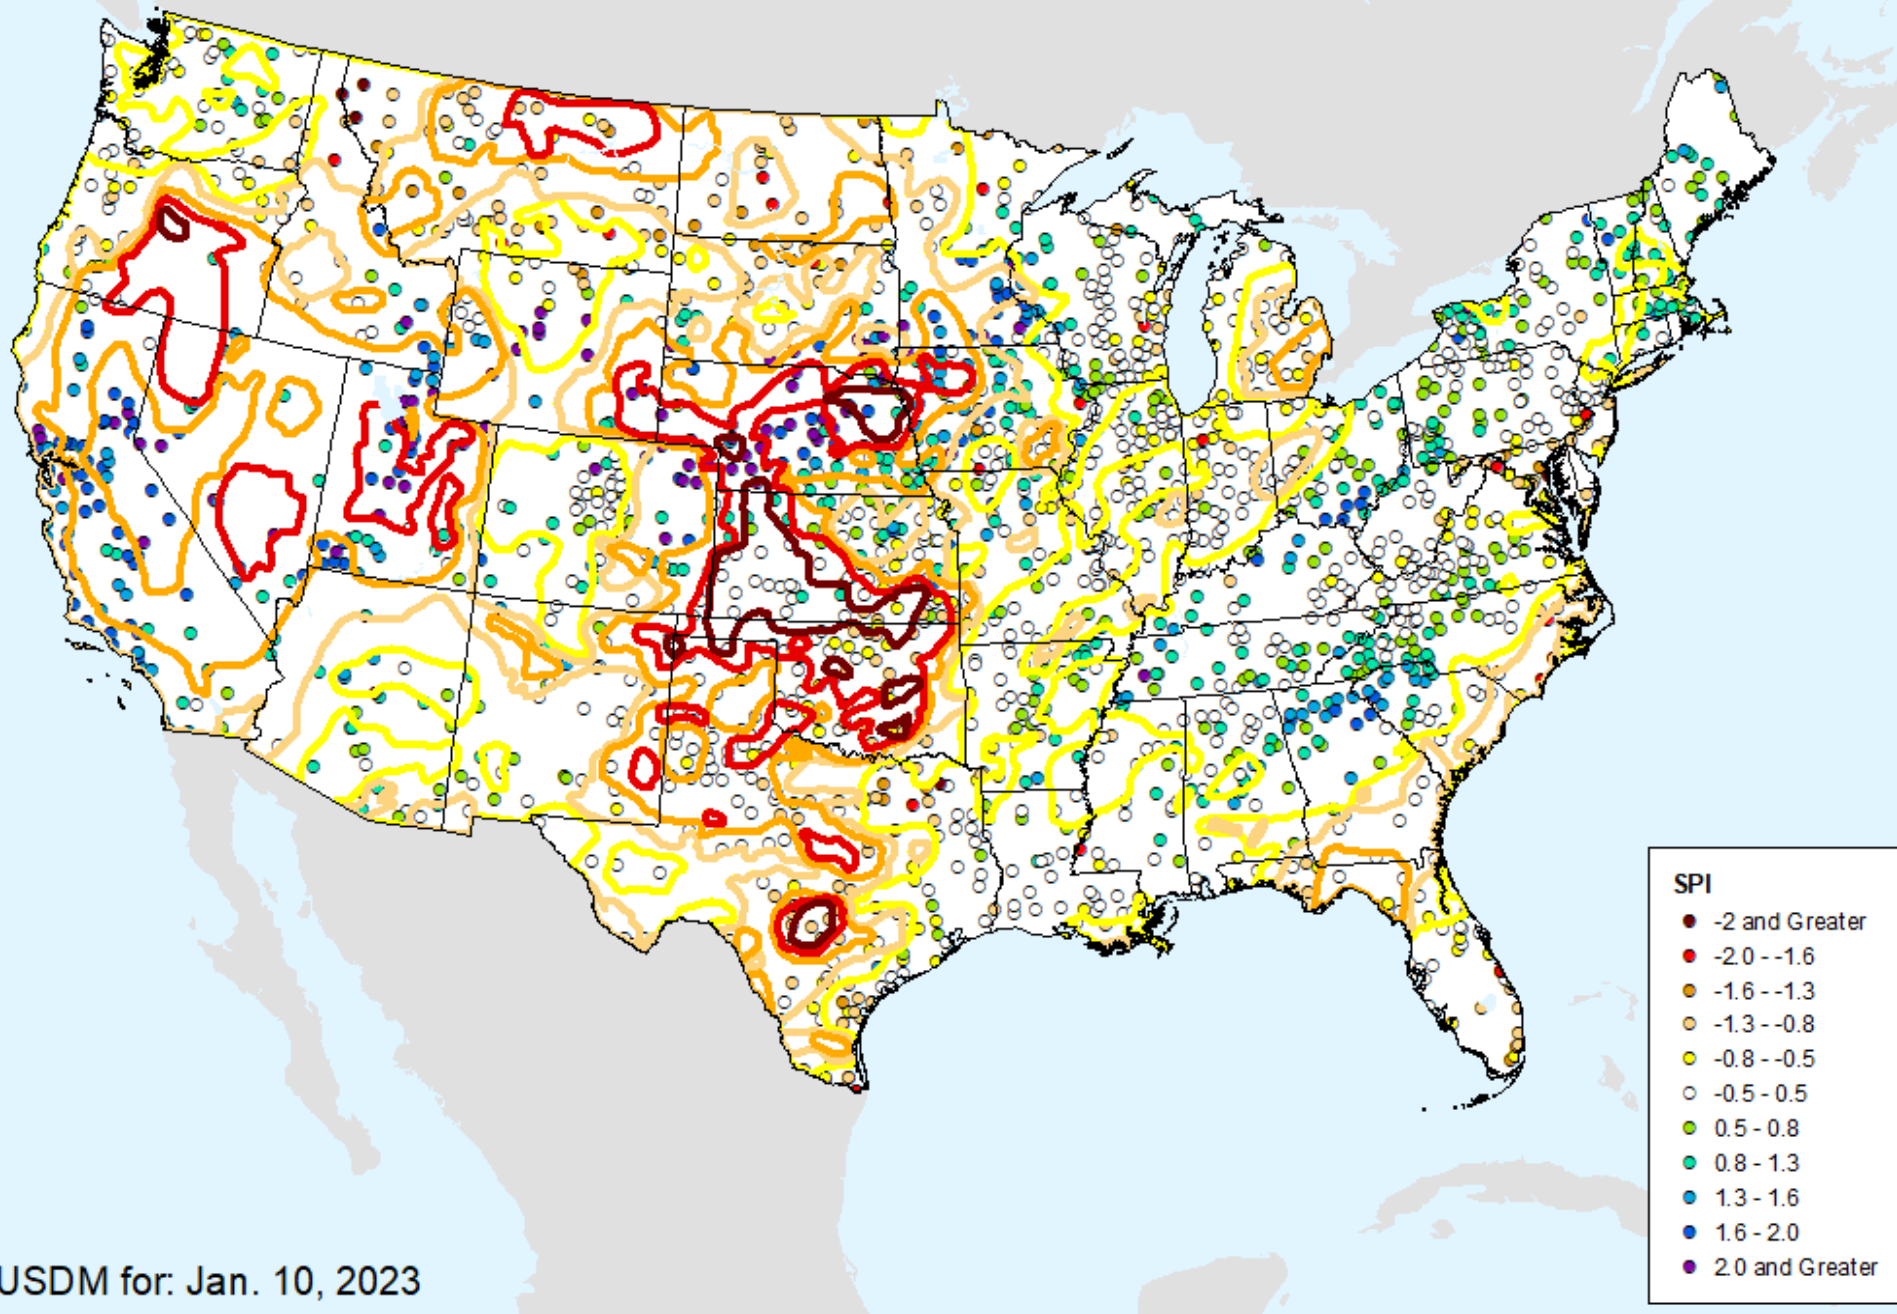 SPI
-2 and Greater
-2.0 - -1.6
-1.6 - -1.3
-1.3 - -0.8
-0.8 - -0.5
-0.5 - 0.5
0.5 - 0.8
0.8 - 1.3
1.3 - 1.6
1.6 - 2.0
2.0 and Greater
USDM for: Jan. 10, 2023